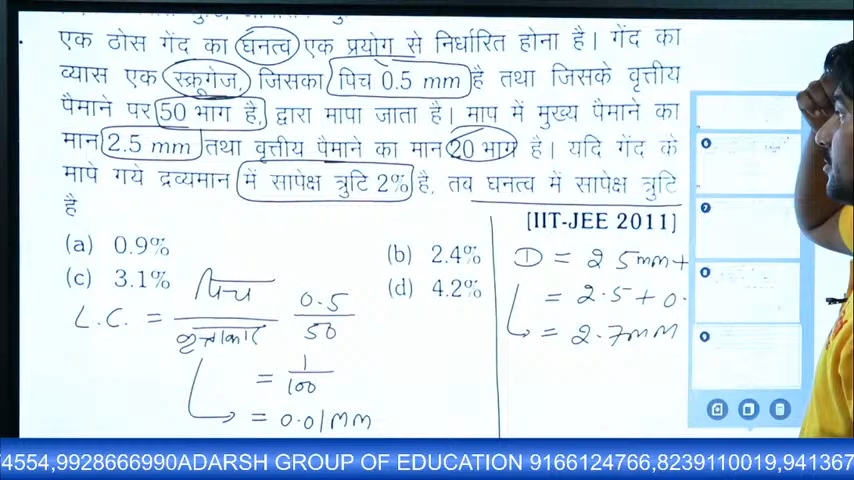 एक ठोस गेंद का घनत्व एक प्रयोग से निर्धारित होना है। गेंद का
व्यास एक स्क्रूगेज, जिसका पिच 0.5 mm है तथा जिसके वृत्तीय
पैमाने पर 50 भाग है, द्वारा मापा जाता है। माप में मुख्य पैमाने का
मान 2.5 mm तथा वृत्तीय पैमाने का मान 20 भाग है। यदि गेंद के
मापे गये द्रव्यमान में सापेक्ष त्रुटि 2% है, तब घनत्व में सापेक्ष त्रुटि
है
[IIT-JEE 2011]
(a) 0.9%
(b) 2.4%
(c) 3.1%
(d) 4.2%
L.C. = पिच / वृत्ताकार 0.5 / 50
= 1 / 100
= 0.01 mm
D = 2 5mm +
= 2.5 + 0.
= 2.7mm
4554,9928666990ADARSH GROUP OF EDUCATION 9166124766,8239110019,941367